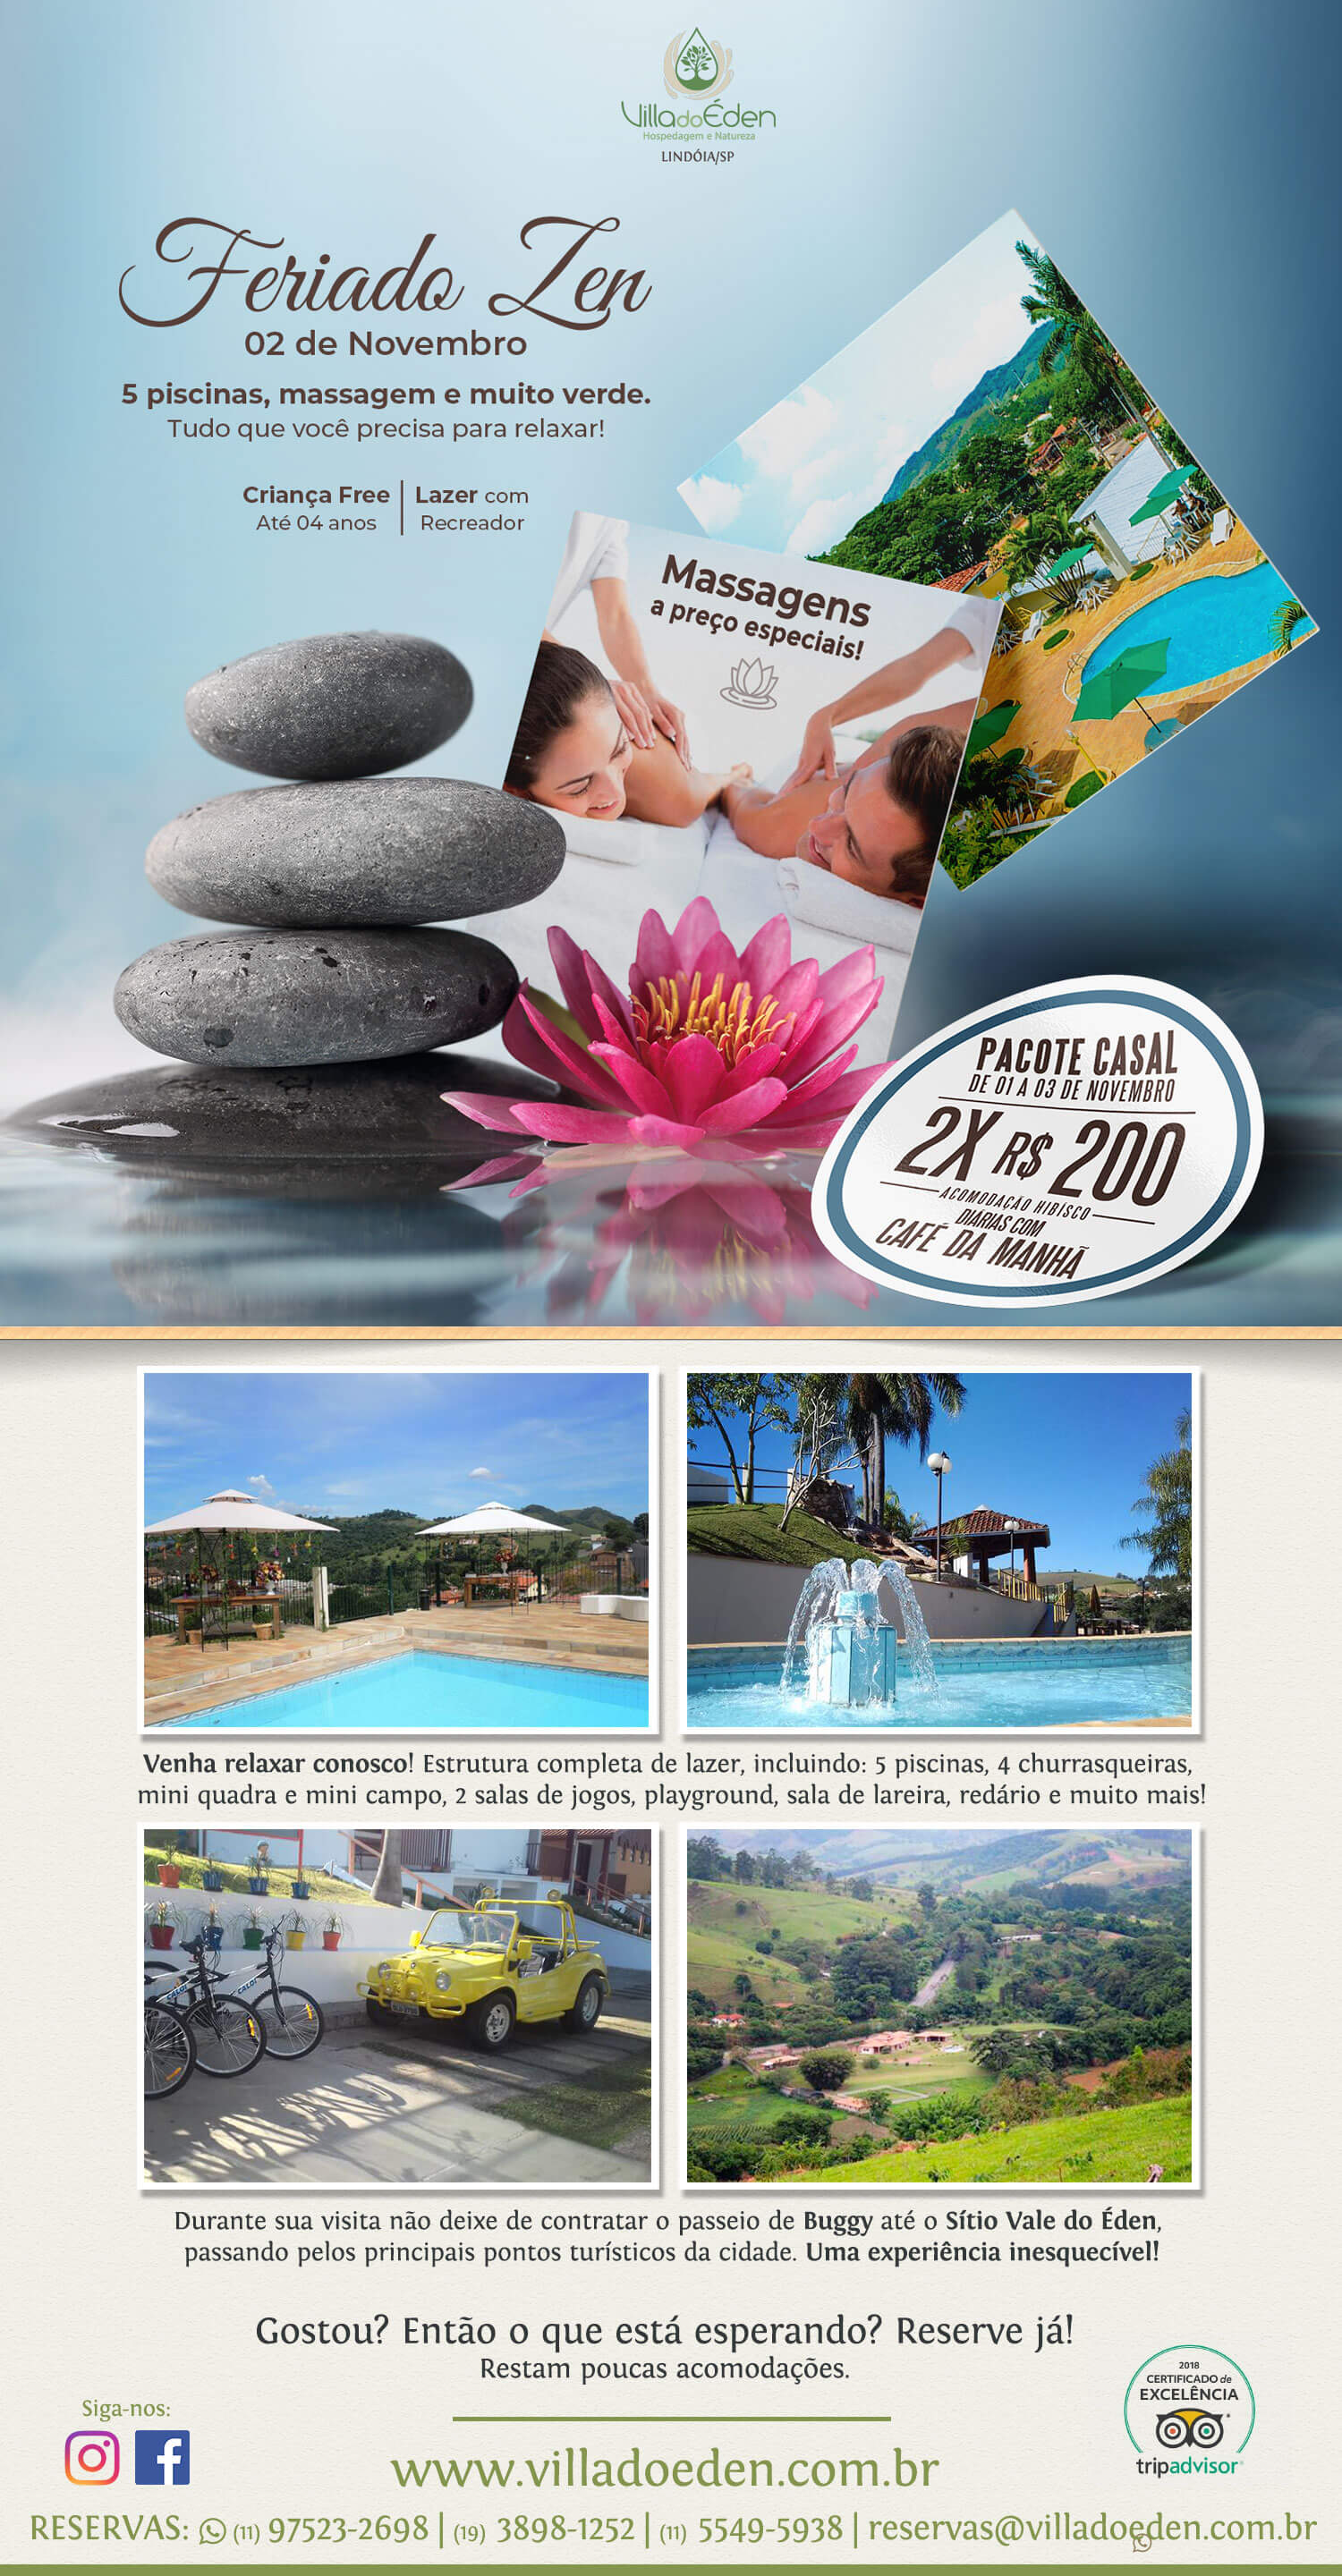 VilladoÉden
Hospedagem e Natureza
LINDÓIA/SP
Feriado Zen
02 de Novembro
5 piscinas, massagem e muito verde.
Tudo que você precisa para relaxar!
Criança Free
Até 04 anos
Lazer com
Recreador
Massagens
a preço especiais!
PACOTE CASAL
DE 01 A 03 DE NOVEMBRO
2X R$ 200
ACOMODAÇÃO HIBISCO
DIÁRIAS COM
CAFÉ DA MANHÃ
Venha relaxar conosco! Estrutura completa de lazer, incluindo: 5 piscinas, 4 churrasqueiras,
mini quadra e mini campo, 2 salas de jogos, playground, sala de lareira, redário e muito mais!
CALOI
CALOI
Durante sua visita não deixe de contratar o passeio de Buggy até o Sítio Vale do Éden,
passando pelos principais pontos turísticos da cidade. Uma experiência inesquecível!
Gostou? Então o que está esperando? Reserve já!
Restam poucas acomodações.
2018
CERTIFICADO de
EXCELÊNCIA
tripadvisor
Siga-nos:
www.villadoeden.com.br
RESERVAS: (11) 97523-2698 | (19) 3898-1252 | (11) 5549-5938 | reservas@villadoeden.com.br